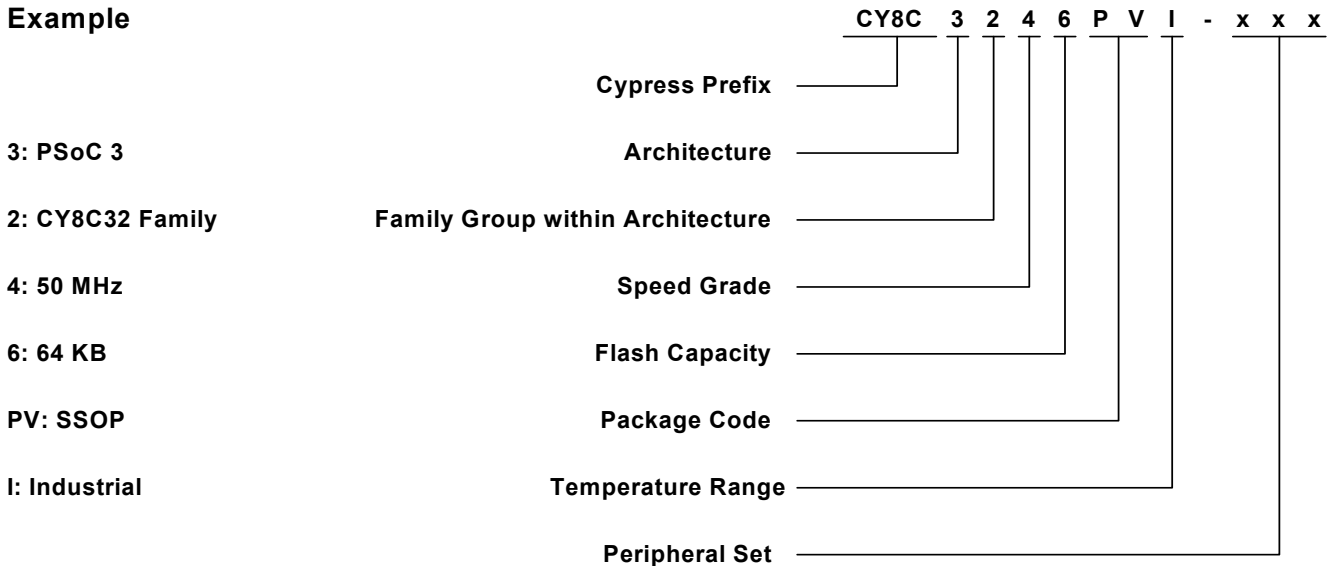 Example CY8C 3 2 4 6 P V I - x x x
Cypress Prefix
3: PSoC 3 Architecture
2: CY8C32 Family Family Group within Architecture
4: 50 MHz Speed Grade
6: 64 KB Flash Capacity
PV: SSOP Package Code
I: Industrial Temperature Range
Peripheral Set